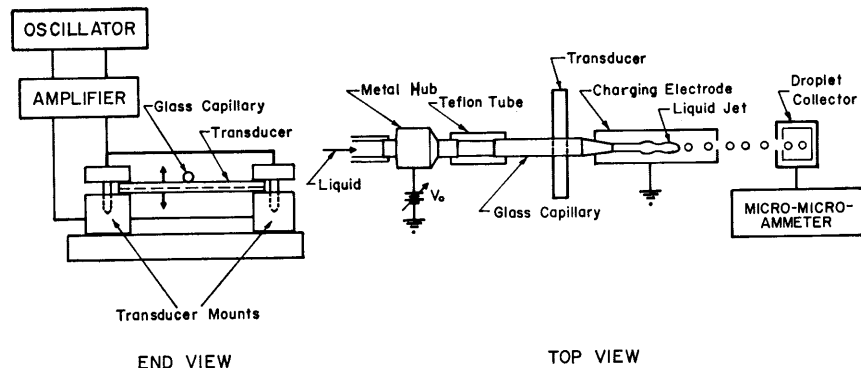 OSCILLATOR
AMPLIFIER
Glass Capillary
Transducer
Transducer Mounts
END VIEW
Transducer
Metal Hub
Teflon Tube
Charging Electrode
Liquid Jet
Droplet
Collector
Liquid
V₀
Glass Capillary
MICRO-MICRO-
AMMETER
TOP VIEW